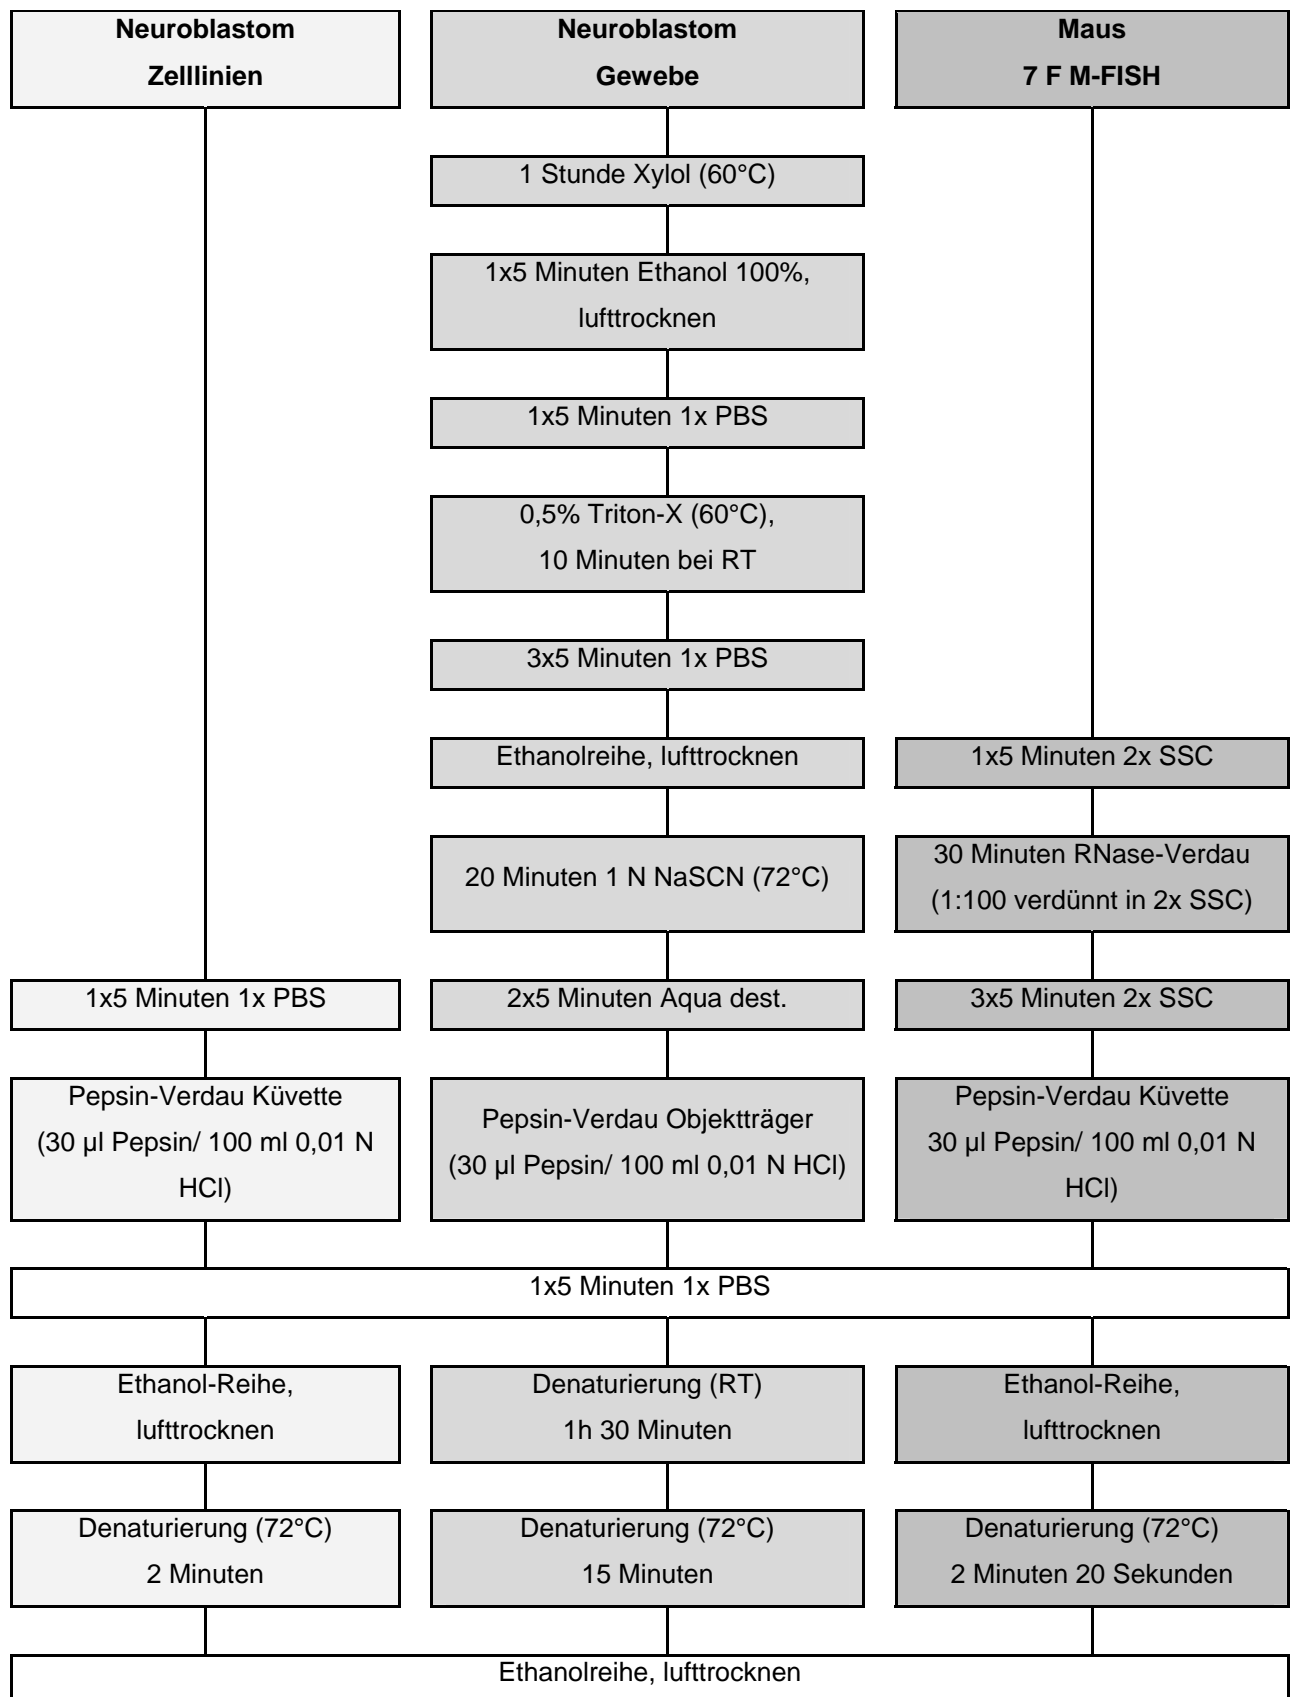 Neuroblastom
Zelllinien
Neuroblastom
Gewebe
Maus
7 F M-FISH
1 Stunde Xylol (60°C)
1x5 Minuten Ethanol 100%,
lufttrocknen
1x5 Minuten 1x PBS
0,5% Triton-X (60°C),
10 Minuten bei RT
3x5 Minuten 1x PBS
Ethanolreihe, lufttrocknen
1x5 Minuten 2x SSC
20 Minuten 1 N NaSCN (72°C)
30 Minuten RNase-Verdau
(1:100 verdünnt in 2x SSC)
1x5 Minuten 1x PBS
2x5 Minuten Aqua dest.
3x5 Minuten 2x SSC
Pepsin-Verdau Küvette
(30 µl Pepsin/ 100 ml 0,01 N
HCl)
Pepsin-Verdau Objektträger
(30 µl Pepsin/ 100 ml 0,01 N HCl)
Pepsin-Verdau Küvette
30 µl Pepsin/ 100 ml 0,01 N
HCl)
1x5 Minuten 1x PBS
Ethanol-Reihe,
lufttrocknen
Denaturierung (RT)
1h 30 Minuten
Ethanol-Reihe,
lufttrocknen
Denaturierung (72°C)
2 Minuten
Denaturierung (72°C)
15 Minuten
Denaturierung (72°C)
2 Minuten 20 Sekunden
Ethanolreihe, lufttrocknen